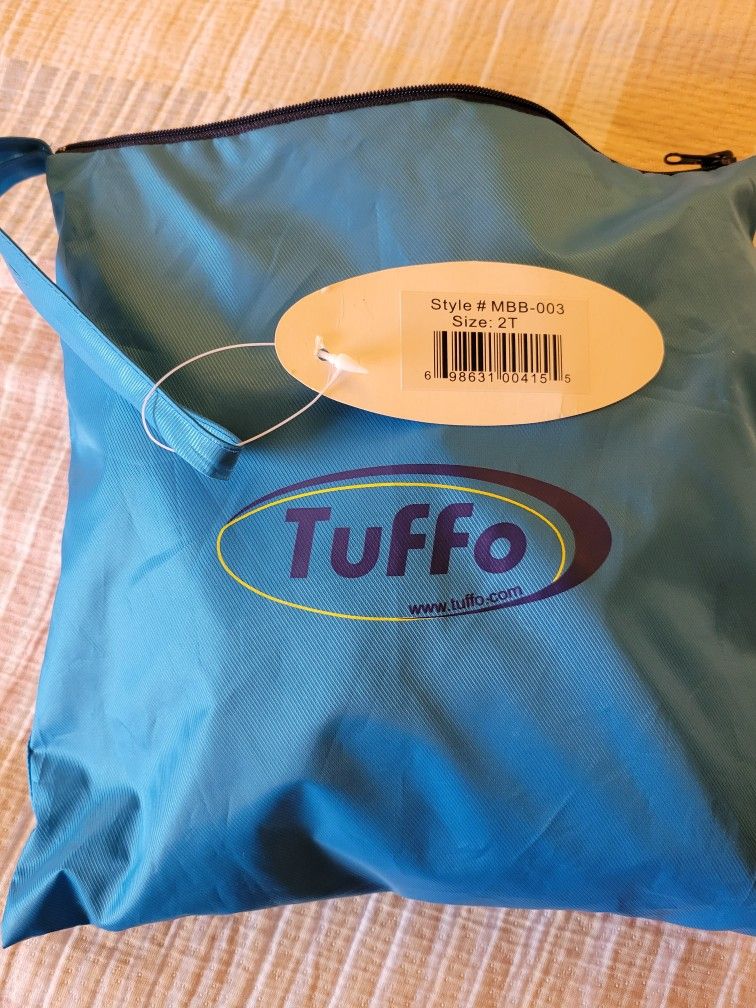 Style # MBB-003
Size: 2T
6 98631 00415 5
Tuffo
www.tuffo.com